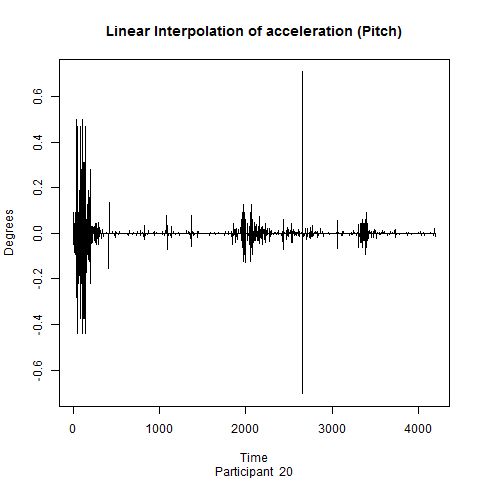 Linear Interpolation of acceleration (Pitch)
Degrees
0.6
0.4
0.2
0.0
-0.2
-0.4
-0.6
0 1000 2000 3000 4000
Time
Participant 20